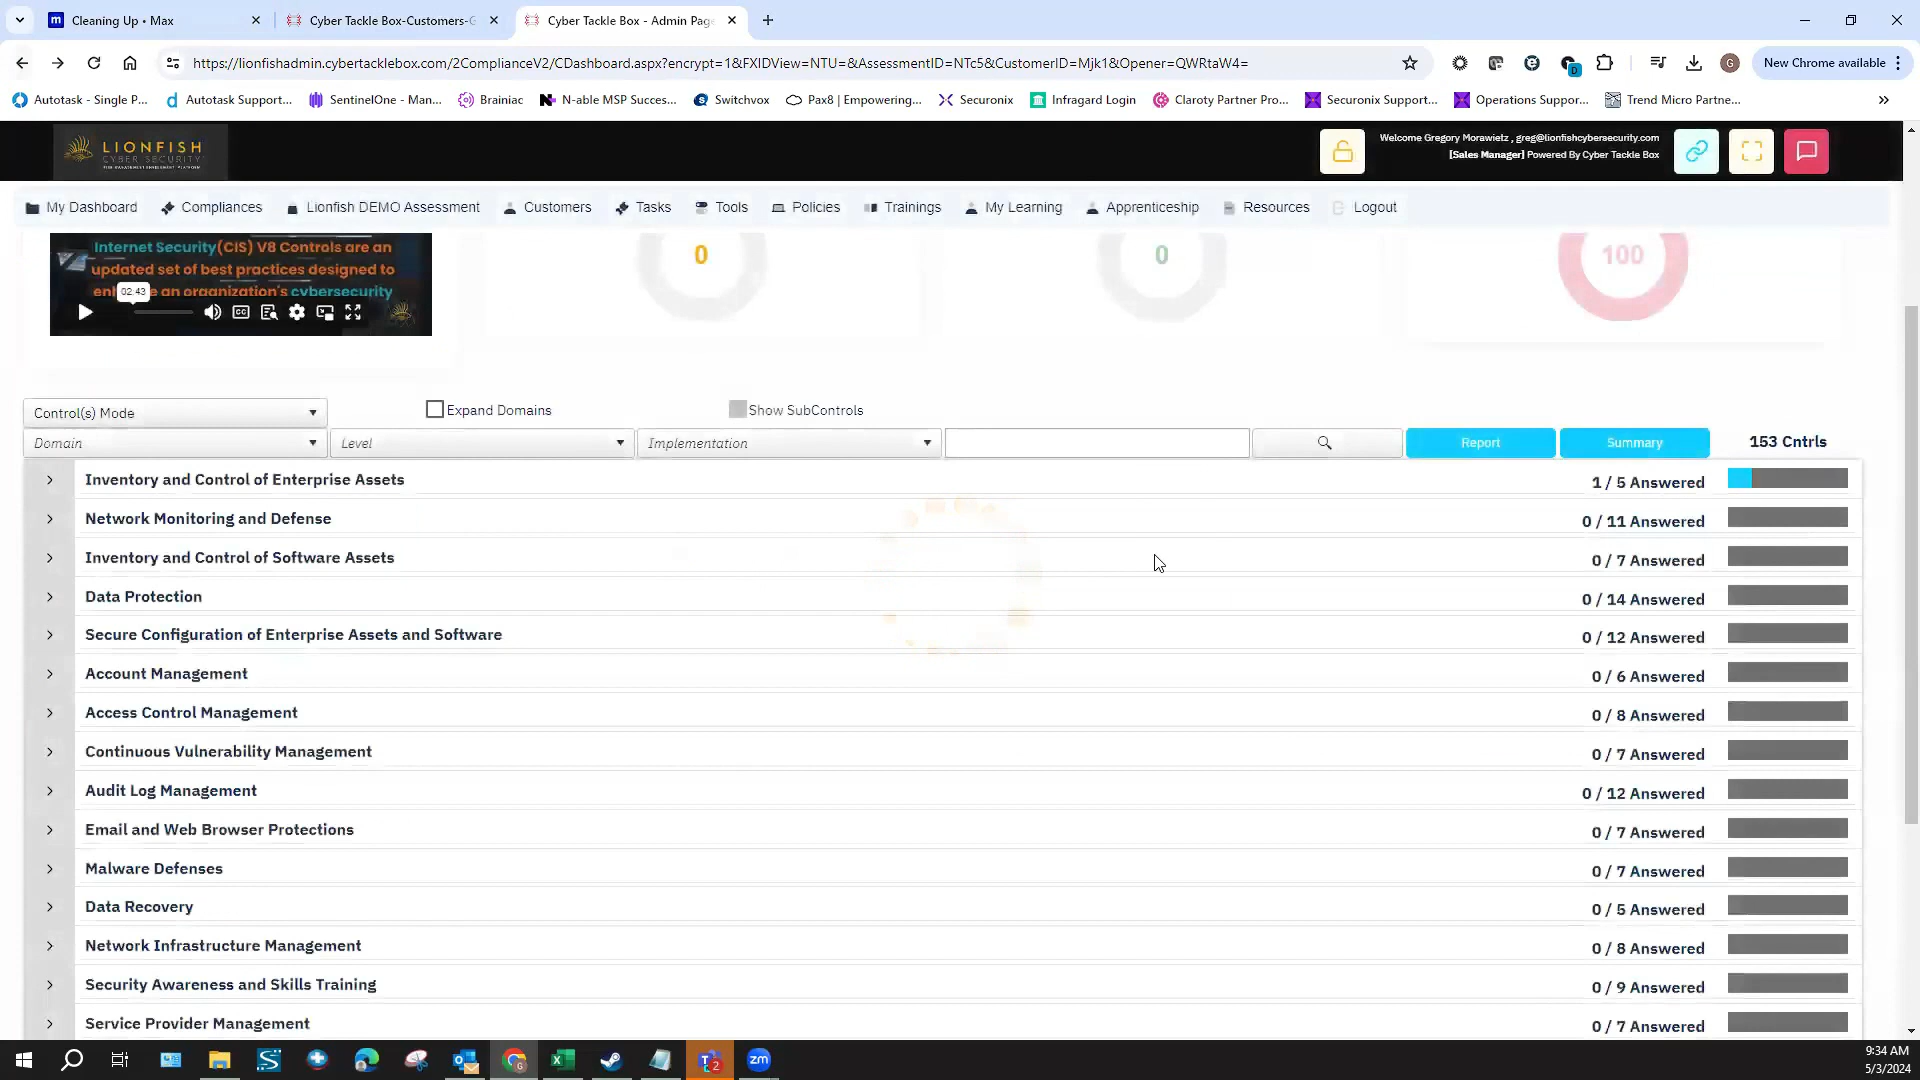 Cleaning Up • Max
Cyber Tackle Box-Customers-G
Cyber Tackle Box - Admin Page
https://lionfishadmin.cybertacklebox.com/2ComplianceV2/CDashboard.aspx?encrypt=1&FXIDView=NTU=&AssessmentID=NTc5&CustomerID=Mjk1&Opener=QWRtaW4=
New Chrome available
Autotask - Single P...
Autotask Support...
SentinelOne - Man...
Brainiac
N-able MSP Succes...
Switchvox
Pax8 | Empowering...
Securonix
Infragard Login
Claroty Partner Pro...
Securonix Support...
Operations Suppor...
Trend Micro Partne...
LIONFISH
CYBER SECURITY
Welcome Gregory Morawietz , greg@lionfishcybersecurity.com
[Sales Manager] Powered By Cyber Tackle Box
My Dashboard
Compliances
Lionfish DEMO Assessment
Customers
Tasks
Tools
Policies
Trainings
My Learning
Apprenticeship
Resources
Logout
Internet Security(CIS) V8 Controls are an
updated set of best practices designed to
enh e an organization's cybersecurity
02:43
CC
0
0
100
Control(s) Mode
Expand Domains
Show SubControls
Domain
Level
Implementation
Report
Summary
153 Cntrls
Inventory and Control of Enterprise Assets 1 / 5 Answered
Network Monitoring and Defense 0 / 11 Answered
Inventory and Control of Software Assets 0 / 7 Answered
Data Protection 0 / 14 Answered
Secure Configuration of Enterprise Assets and Software 0 / 12 Answered
Account Management 0 / 6 Answered
Access Control Management 0 / 8 Answered
Continuous Vulnerability Management 0 / 7 Answered
Audit Log Management 0 / 12 Answered
Email and Web Browser Protections 0 / 7 Answered
Malware Defenses 0 / 7 Answered
Data Recovery 0 / 5 Answered
Network Infrastructure Management 0 / 8 Answered
Security Awareness and Skills Training 0 / 9 Answered
Service Provider Management 0 / 7 Answered
9:34 AM
5/3/2024